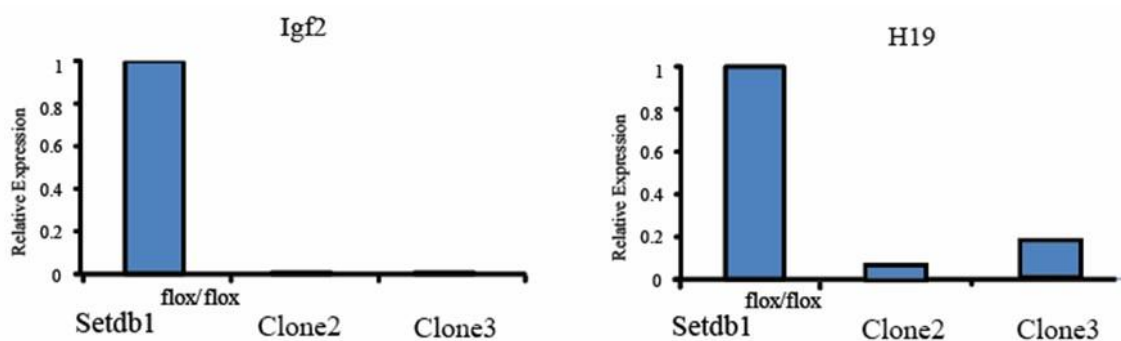 Igf2
Relative Expression
1
0.8
0.6
0.4
0.2
0
flox/flox
Setdb1 Clone2 Clone3
H19
Relative Expression
1
0.8
0.6
0.4
0.2
0
flox/flox
Setdb1 Clone2 Clone3